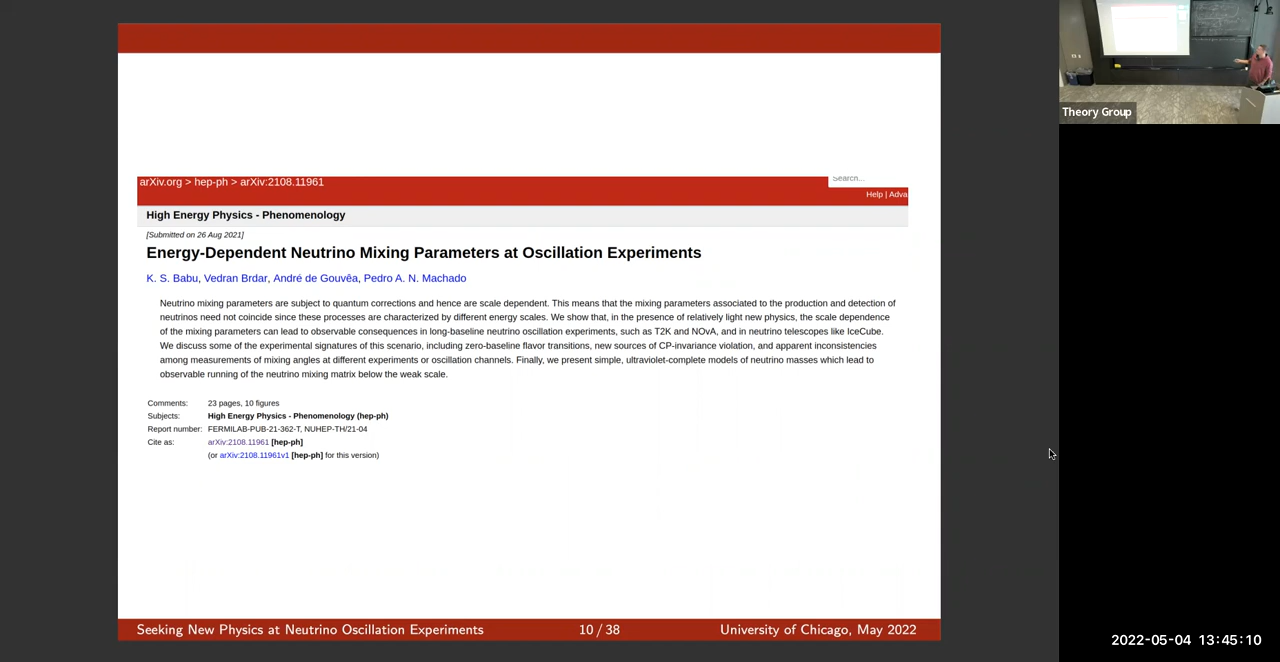 Theory Group
arXiv.org > hep-ph > arXiv:2108.11961
Search...
Help | Adva
High Energy Physics - Phenomenology
[Submitted on 26 Aug 2021]
Energy-Dependent Neutrino Mixing Parameters at Oscillation Experiments
K. S. Babu, Vedran Brdar, André de Gouvêa, Pedro A. N. Machado
Neutrino mixing parameters are subject to quantum corrections and hence are scale dependent. This means that the mixing parameters associated to the production and detection of
neutrinos need not coincide since these processes are characterized by different energy scales. We show that, in the presence of relatively light new physics, the scale dependence
of the mixing parameters can lead to observable consequences in long-baseline neutrino oscillation experiments, such as T2K and NOvA, and in neutrino telescopes like IceCube.
We discuss some of the experimental signatures of this scenario, including zero-baseline flavor transitions, new sources of CP-invariance violation, and apparent inconsistencies
among measurements of mixing angles at different experiments or oscillation channels. Finally, we present simple, ultraviolet-complete models of neutrino masses which lead to
observable running of the neutrino mixing matrix below the weak scale.
Comments: 23 pages, 10 figures
Subjects: High Energy Physics - Phenomenology (hep-ph)
Report number: FERMILAB-PUB-21-362-T, NUHEP-TH/21-04
Cite as: arXiv:2108.11961 [hep-ph]
(or arXiv:2108.11961v1 [hep-ph] for this version)
Seeking New Physics at Neutrino Oscillation Experiments 10 / 38 University of Chicago, May 2022
2022-05-04 13:45:10